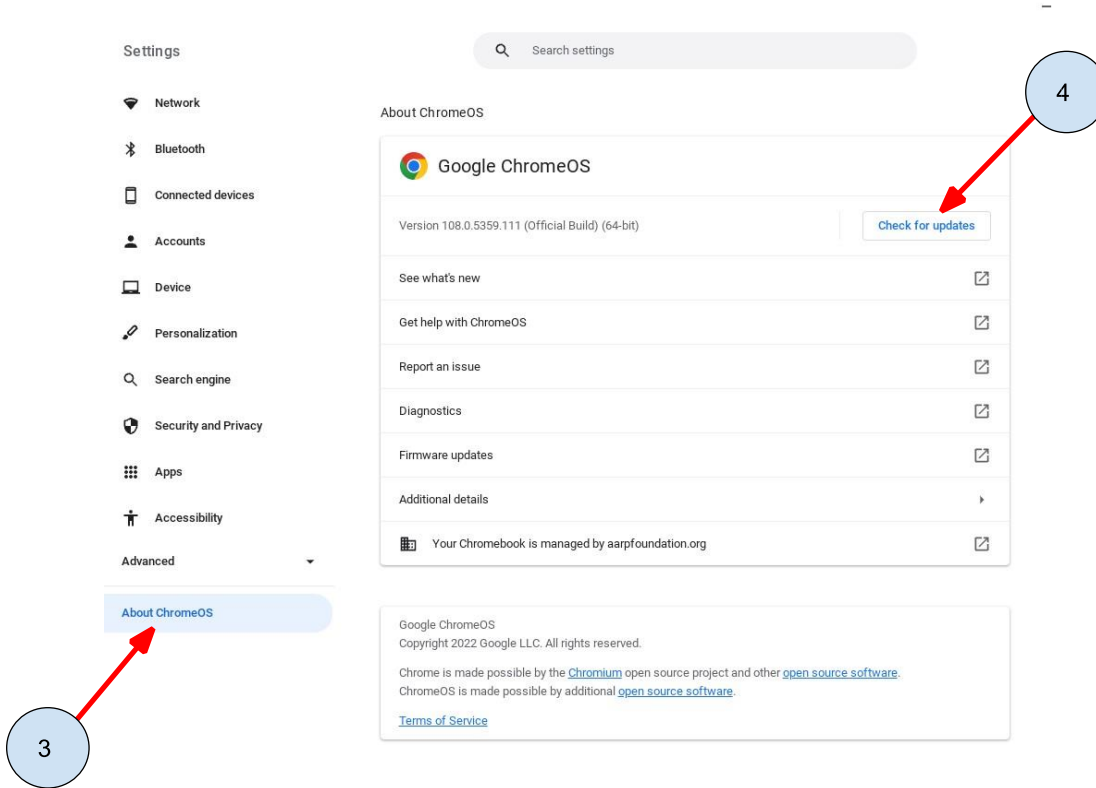 Settings
Search settings
Network
Bluetooth
Connected devices
Accounts
Device
Personalization
Search engine
Security and Privacy
Apps
Accessibility
Advanced
About ChromeOS
3
About ChromeOS
4
Google ChromeOS
Version 108.0.5359.111 (Official Build) (64-bit)
Check for updates
See what's new
Get help with ChromeOS
Report an issue
Diagnostics
Firmware updates
Additional details
Your Chromebook is managed by aarpfoundation.org
Google ChromeOS
Copyright 2022 Google LLC. All rights reserved.
Chrome is made possible by the Chromium open source project and other open source software.
ChromeOS is made possible by additional open source software.
Terms of Service